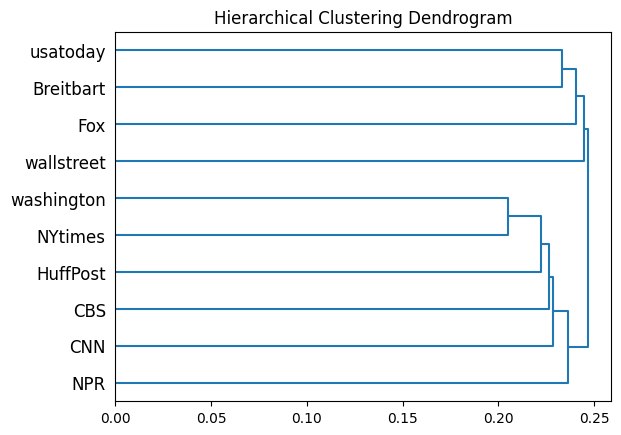 Hierarchical Clustering Dendrogram
usatoday
Breitbart
Fox
wallstreet
washington
NYtimes
HuffPost
CBS
CNN
NPR
0.00 0.05 0.10 0.15 0.20 0.25